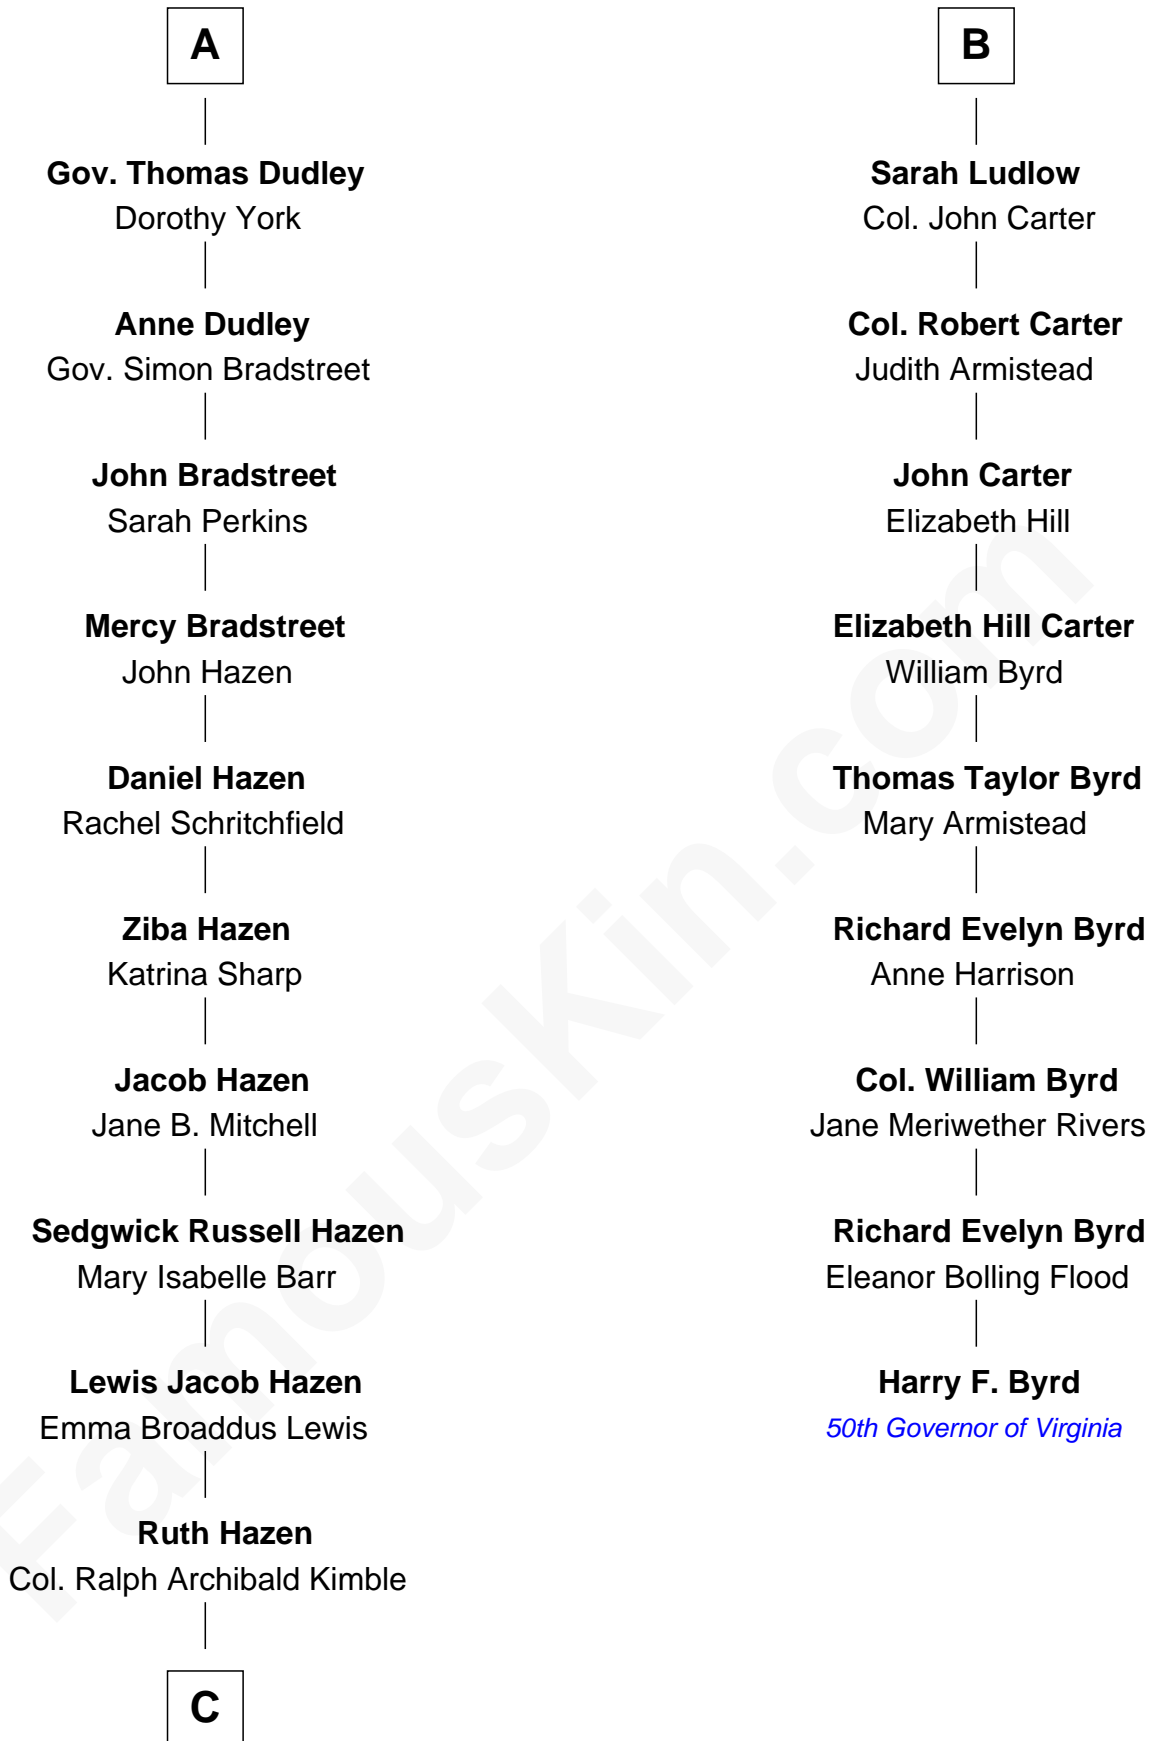 A
Gov. Thomas Dudley
Dorothy York
Anne Dudley
Gov. Simon Bradstreet
John Bradstreet
Sarah Perkins
Mercy Bradstreet
John Hazen
Daniel Hazen
Rachel Schritchfield
Ziba Hazen
Katrina Sharp
Jacob Hazen
Jane B. Mitchell
Sedgwick Russell Hazen
Mary Isabelle Barr
Lewis Jacob Hazen
Emma Broaddus Lewis
Ruth Hazen
Col. Ralph Archibald Kimble
C
B
Sarah Ludlow
Col. John Carter
Col. Robert Carter
Judith Armistead
John Carter
Elizabeth Hill
Elizabeth Hill Carter
William Byrd
Thomas Taylor Byrd
Mary Armistead
Richard Evelyn Byrd
Anne Harrison
Col. William Byrd
Jane Meriwether Rivers
Richard Evelyn Byrd
Eleanor Bolling Flood
Harry F. Byrd
50th Governor of Virginia
FamousKin.com